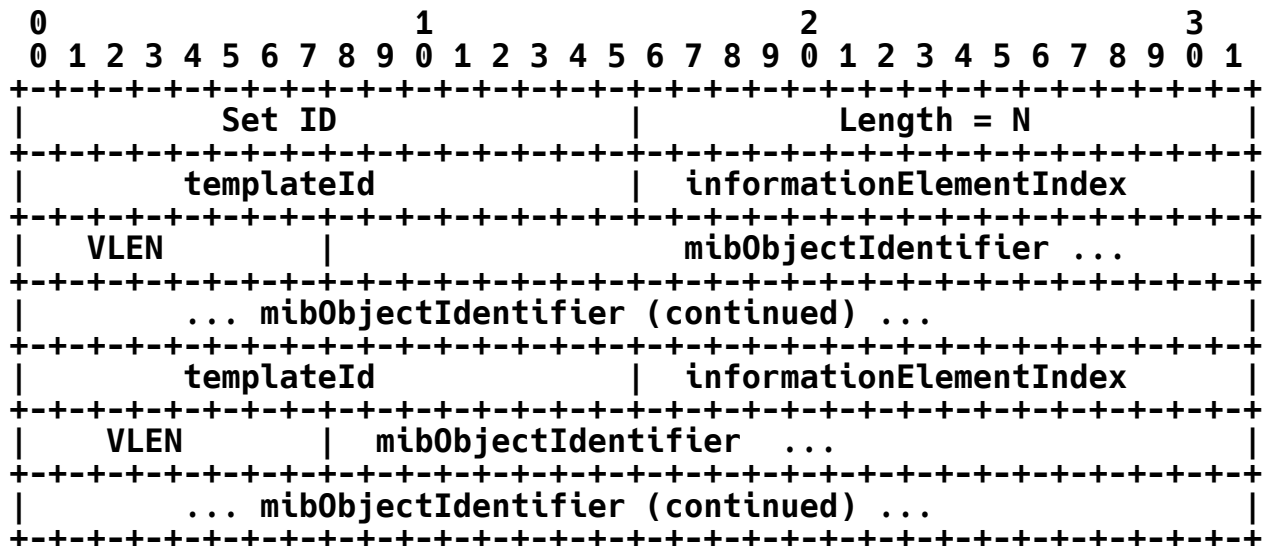 0                   1                   2                   3
 0 1 2 3 4 5 6 7 8 9 0 1 2 3 4 5 6 7 8 9 0 1 2 3 4 5 6 7 8 9 0 1
+-+-+-+-+-+-+-+-+-+-+-+-+-+-+-+-+-+-+-+-+-+-+-+-+-+-+-+-+-+-+-+-+
|          Set ID               |          Length = N           |
+-+-+-+-+-+-+-+-+-+-+-+-+-+-+-+-+-+-+-+-+-+-+-+-+-+-+-+-+-+-+-+-+
|        templateId             |  informationElementIndex      |
+-+-+-+-+-+-+-+-+-+-+-+-+-+-+-+-+-+-+-+-+-+-+-+-+-+-+-+-+-+-+-+-+
|   VLEN        |                  mibObjectIdentifier ...      |
+-+-+-+-+-+-+-+-+-+-+-+-+-+-+-+-+-+-+-+-+-+-+-+-+-+-+-+-+-+-+-+-+
|        ... mibObjectIdentifier (continued) ...                |
+-+-+-+-+-+-+-+-+-+-+-+-+-+-+-+-+-+-+-+-+-+-+-+-+-+-+-+-+-+-+-+-+
|        templateId             |  informationElementIndex      |
+-+-+-+-+-+-+-+-+-+-+-+-+-+-+-+-+-+-+-+-+-+-+-+-+-+-+-+-+-+-+-+-+
|    VLEN       |  mibObjectIdentifier  ...                     |
+-+-+-+-+-+-+-+-+-+-+-+-+-+-+-+-+-+-+-+-+-+-+-+-+-+-+-+-+-+-+-+-+
|        ... mibObjectIdentifier (continued) ...                |
+-+-+-+-+-+-+-+-+-+-+-+-+-+-+-+-+-+-+-+-+-+-+-+-+-+-+-+-+-+-+-+-+